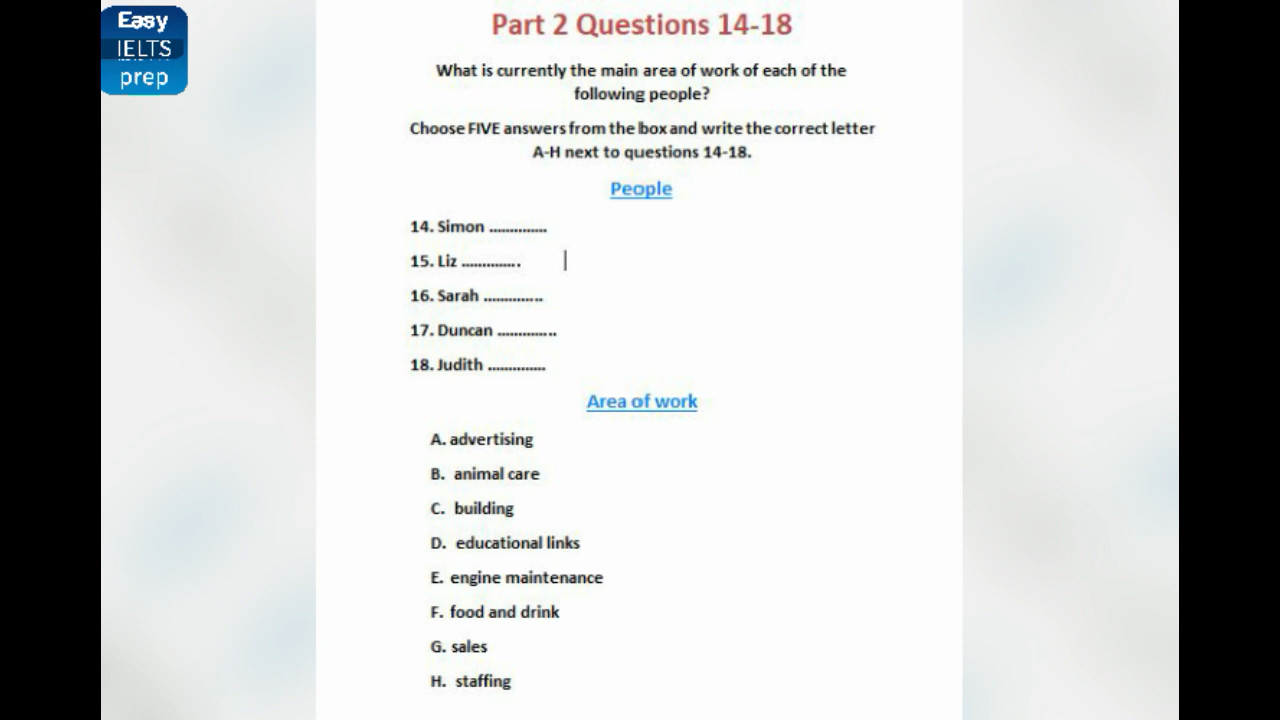 Easy
IELTS
prep
Part 2 Questions 14-18
What is currently the main area of work of each of the
following people?
Choose FIVE answers from the box and write the correct letter
A-H next to questions 14-18.
People
14. Simon ..............
15. Liz ..............
16. Sarah ..............
17. Duncan ..............
18. Judith ..............
Area of work
A. advertising
B. animal care
C. building
D. educational links
E. engine maintenance
F. food and drink
G. sales
H. staffing